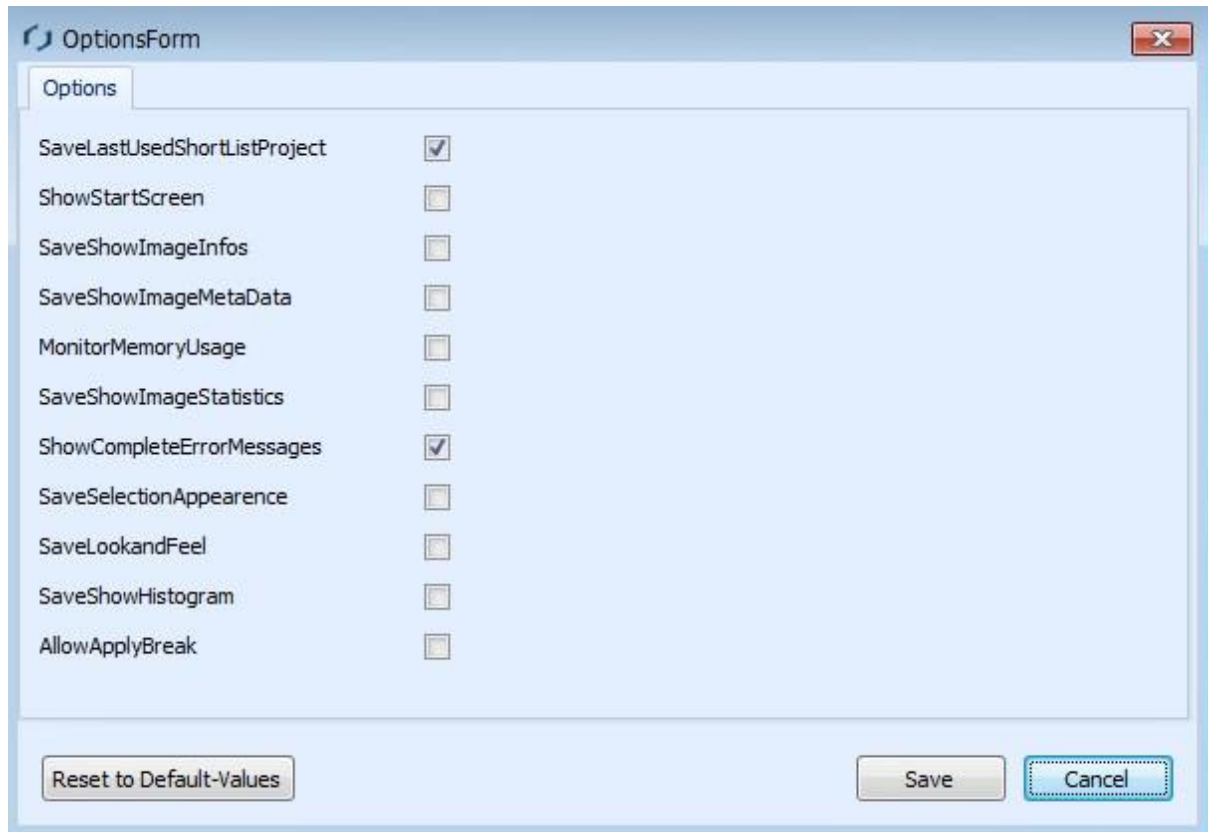 OptionsForm
Options
SaveLastUsedShortListProject
ShowStartScreen
SaveShowImageInfos
SaveShowImageMetaData
MonitorMemoryUsage
SaveShowImageStatistics
ShowCompleteErrorMessages
SaveSelectionAppearence
SaveLookandFeel
SaveShowHistogram
AllowApplyBreak
Reset to Default-Values Save Cancel